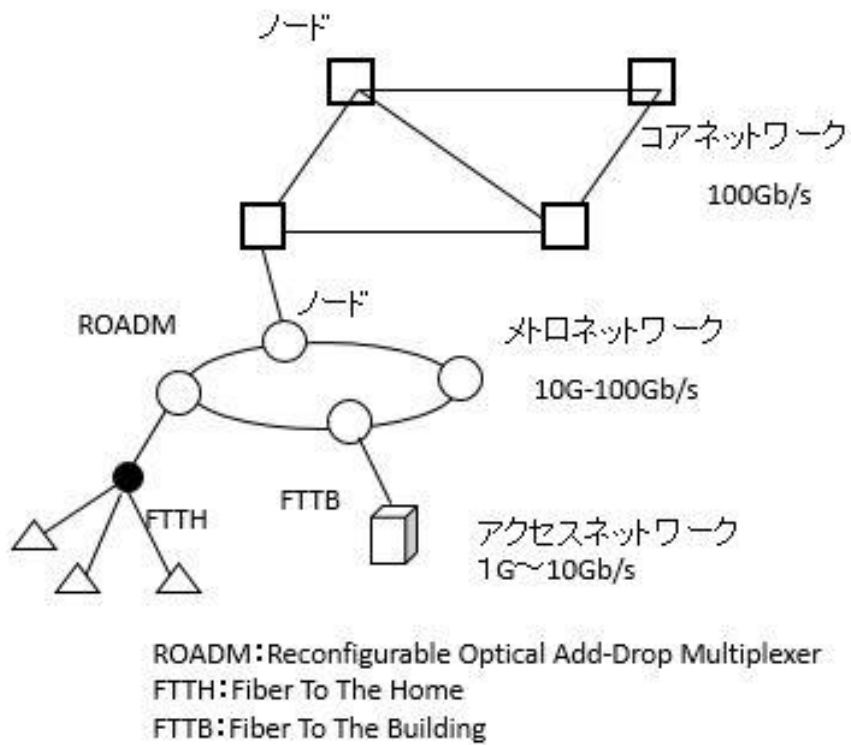 ノード
コアネットワーク
100Gb/s
ノード
ROADM
メトロネットワーク
10G-100Gb/s
FTTH
FTTB
アクセスネットワーク
1G～10Gb/s
ROADM：Reconfigurable Optical Add-Drop Multiplexer
FTTH：Fiber To The Home
FTTB：Fiber To The Building